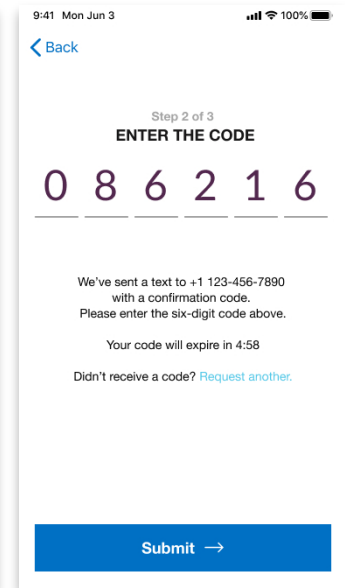 9:41 Mon Jun 3 100%
Back
Step 2 of 3
ENTER THE CODE
0 8 6 2 1 6
We've sent a text to +1 123-456-7890
with a confirmation code.
Please enter the six-digit code above.
Your code will expire in 4:58
Didn't receive a code? Request another.
Submit →